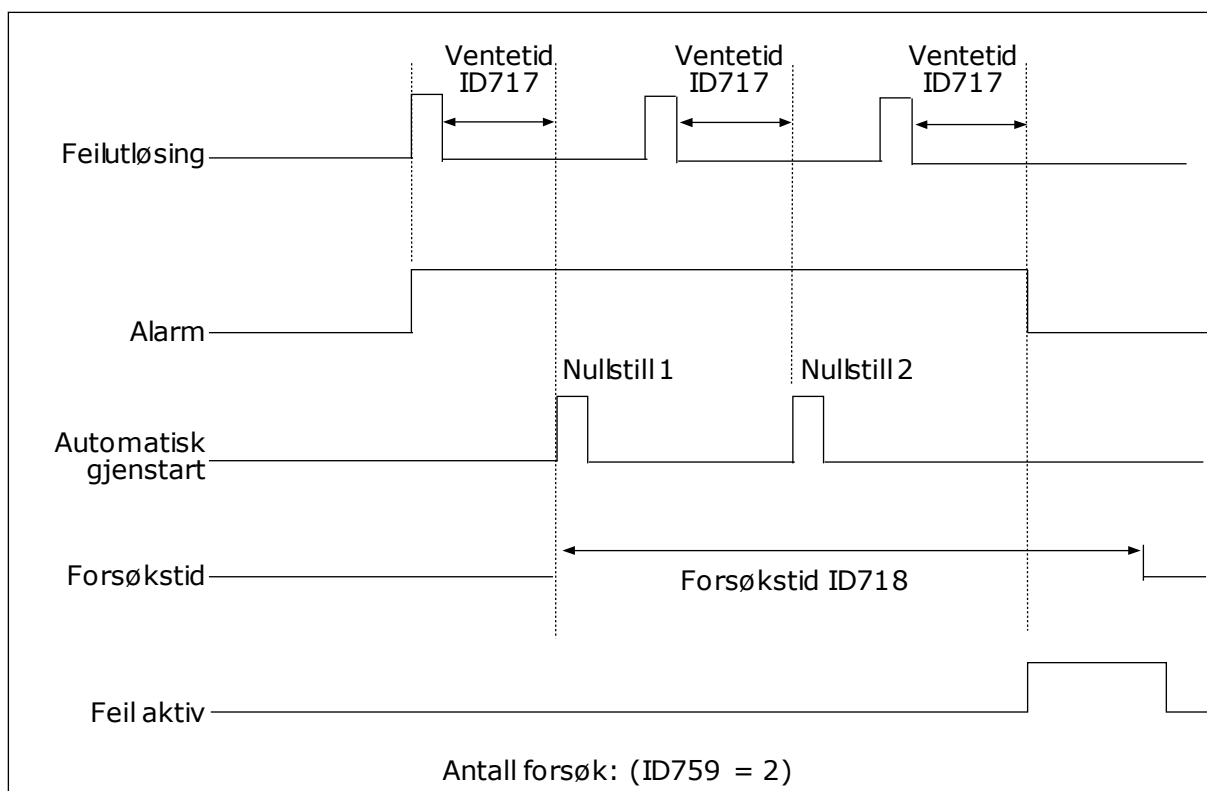 Ventetid
ID717
Ventetid
ID717
Ventetid
ID717
Feilutløsing
Alarm
Nullstill 1
Nullstill 2
Automatisk
gjenstart
Forsøkstid
Forsøkstid ID718
Feil aktiv
Antall forsøk: (ID759 = 2)